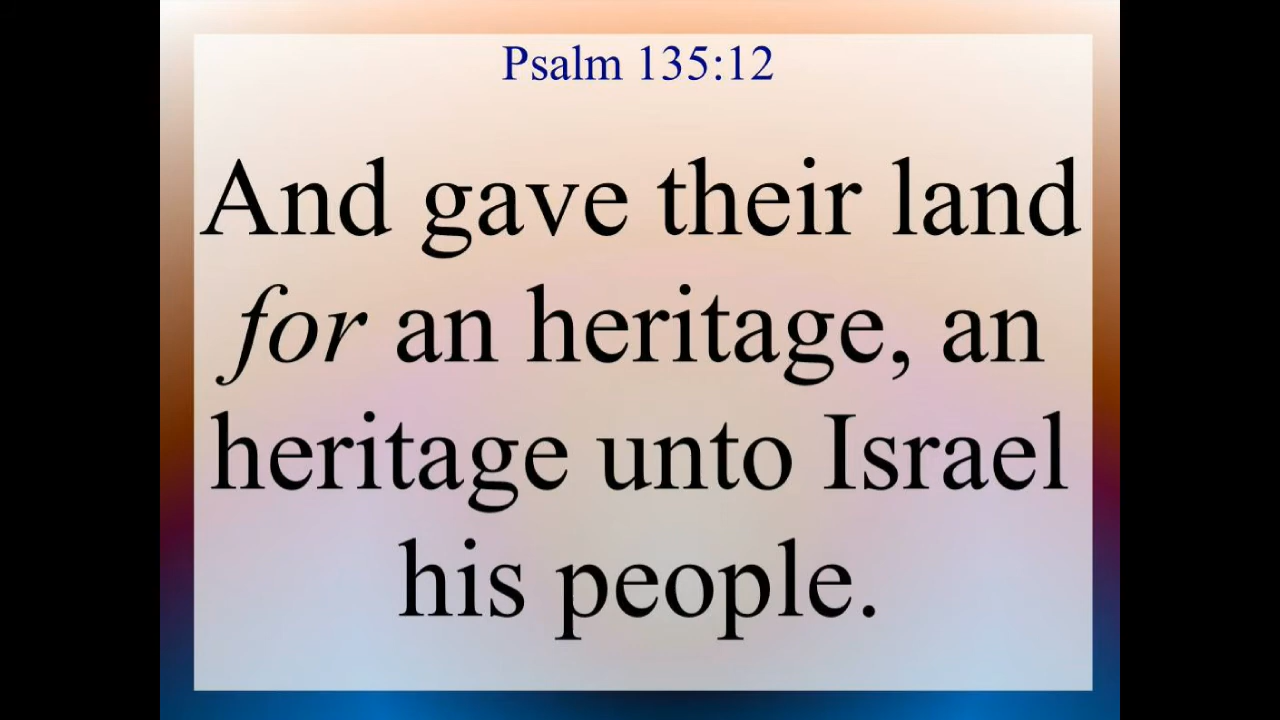 Psalm 135:12
And gave their land
for an heritage, an
heritage unto Israel
his people.